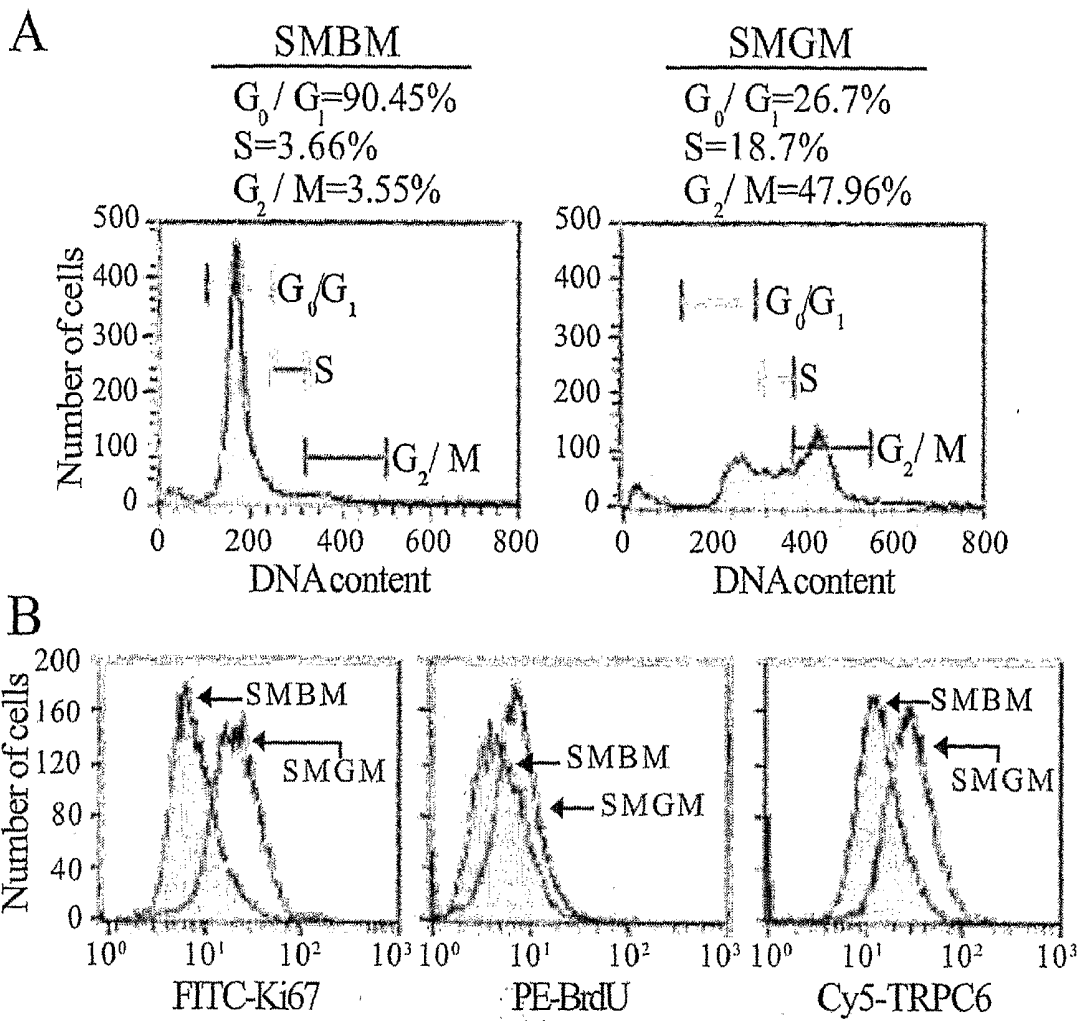 A
SMBM
G0/ G1=90.45%
S=3.66%
G2/ M=3.55%
SMGM
G0/ G1=26.7%
S=18.7%
G2/ M=47.96%
Number of cells
500
400
300
200
100
0
G0/G1
S
G2/ M
0 200 400 600 800
DNA content
500
400
300
200
100
0
G0/G1
S
G2/ M
0 200 400 600 800
DNA content
B
Number of cells
200
160
120
80
40
0
SMBM
SMGM
10^0 10^1 10^2 10^3
FITC-Ki67
SMBM
SMGM
10^0 10^1 10^2 10^3
PE-BrdU
SMBM
SMGM
10^0 10^1 10^2 10^3
Cy5-TRPC6